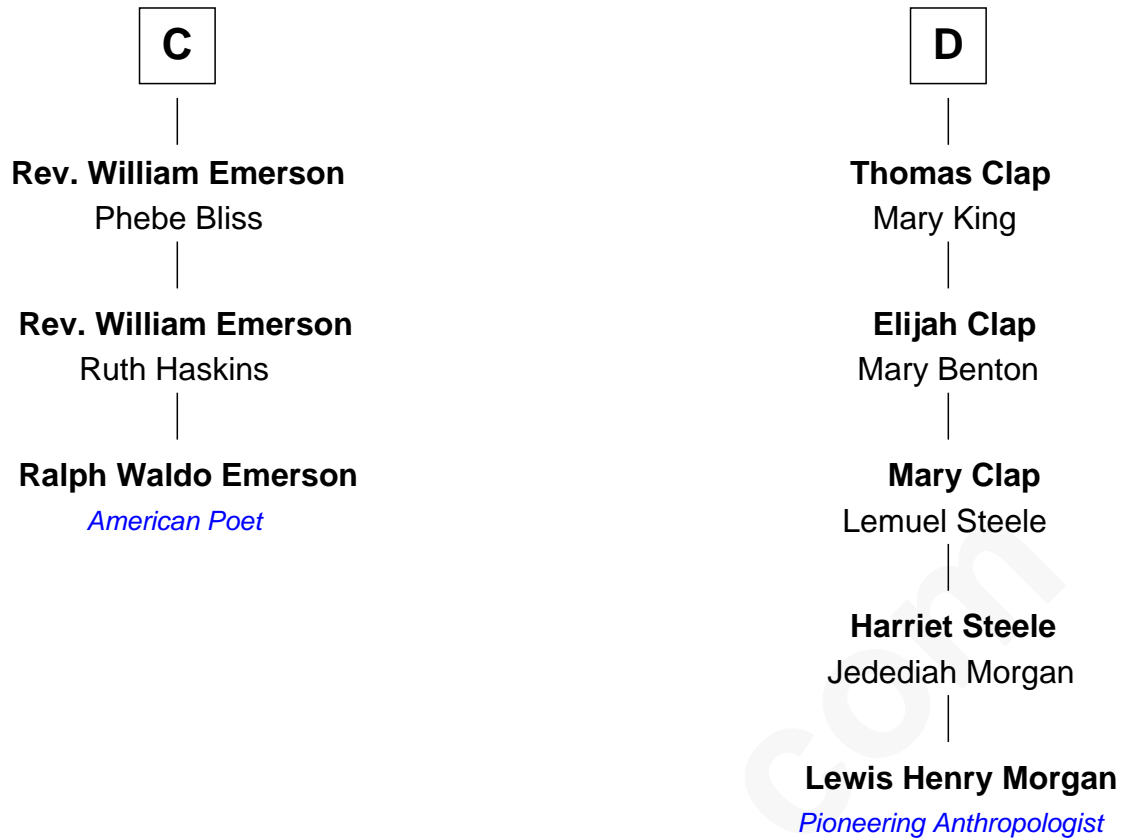 C
Rev. William Emerson
Phebe Bliss
Rev. William Emerson
Ruth Haskins
Ralph Waldo Emerson
American Poet
D
Thomas Clap
Mary King
Elijah Clap
Mary Benton
Mary Clap
Lemuel Steele
Harriet Steele
Jedediah Morgan
Lewis Henry Morgan
Pioneering Anthropologist
com